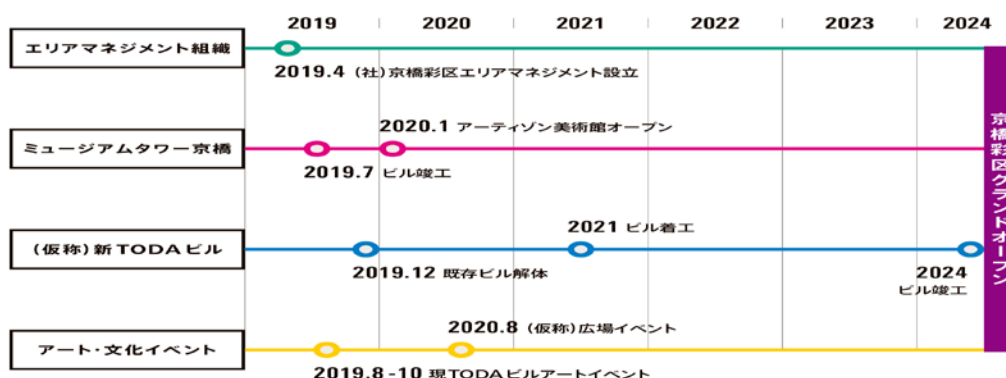 2019 2020 2021 2022 2023 2024
エリアマネジメント組織
2019.4 (社)京橋彩区エリアマネジメント設立
2020.1 アーティゾン美術館オープン
ミュージアムタワー京橋
2019.7 ビル竣工
2021 ビル着工
(仮称)新TODAビル
2019.12 既存ビル解体
2024
ビル竣工
2020.8 (仮称)広場イベント
アート・文化イベント
2019.8-10 現TODAビルアートイベント
京橋彩区グランドオープン